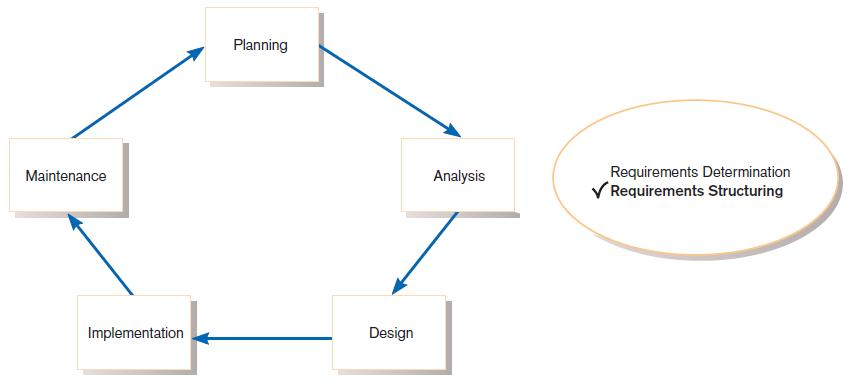 Planning
Maintenance
Analysis
Requirements Determination
✓ Requirements Structuring
Implementation
Design